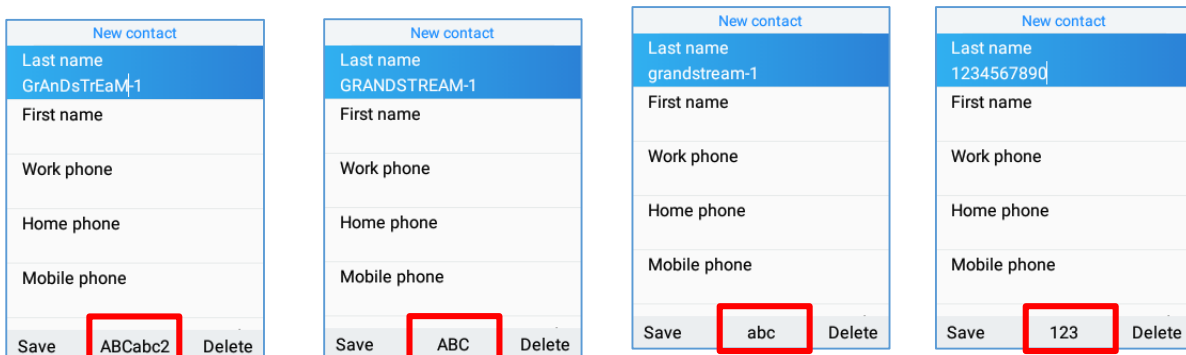 New contact
Last name
GrAnDsTrEaM-1
First name
Work phone
Home phone
Mobile phone
Save ABCabc2 Delete
New contact
Last name
GRANDSTREAM-1
First name
Work phone
Home phone
Mobile phone
Save ABC Delete
New contact
Last name
grandstream-1
First name
Work phone
Home phone
Mobile phone
Save abc Delete
New contact
Last name
1234567890
First name
Work phone
Home phone
Mobile phone
Save 123 Delete